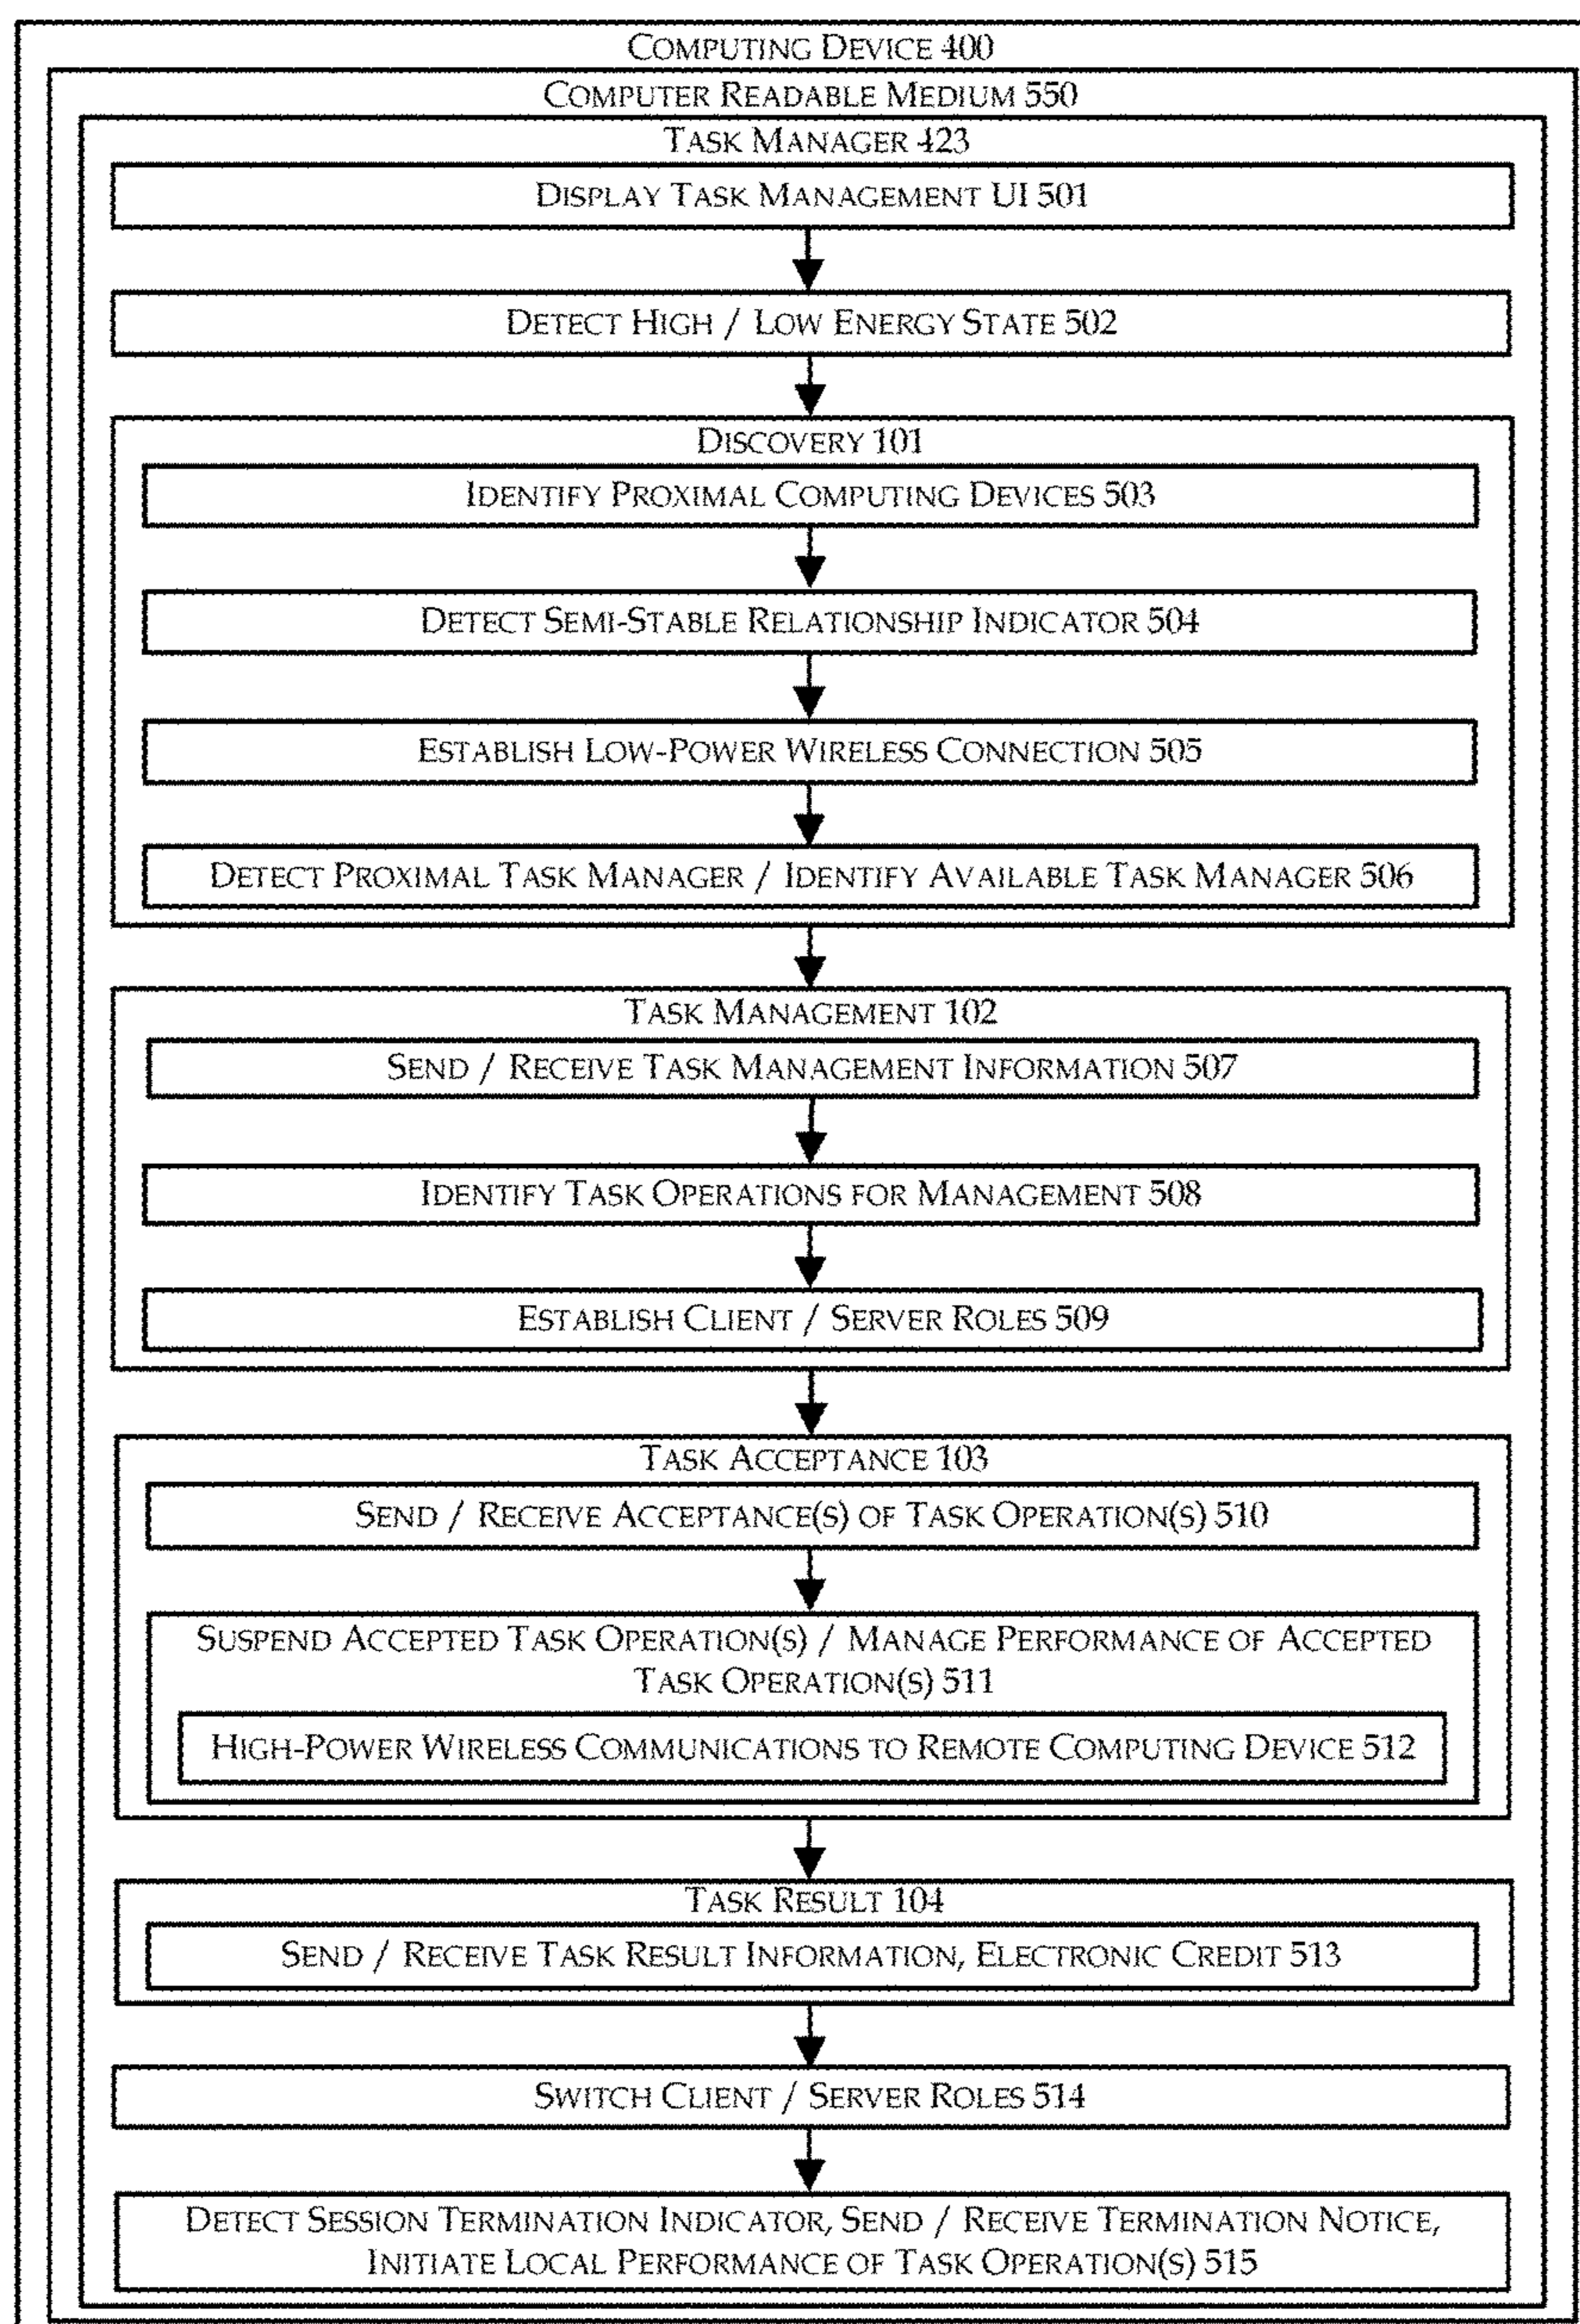 COMPUTING DEVICE 400
COMPUTER READABLE MEDIUM 550
TASK MANAGER 423
DISPLAY TASK MANAGEMENT UI 501
DETECT HIGH / LOW ENERGY STATE 502
DISCOVERY 101
IDENTIFY PROXIMAL COMPUTING DEVICES 503
DETECT SEMI-STABLE RELATIONSHIP INDICATOR 504
ESTABLISH LOW-POWER WIRELESS CONNECTION 505
DETECT PROXIMAL TASK MANAGER / IDENTIFY AVAILABLE TASK MANAGER 506
TASK MANAGEMENT 102
SEND / RECEIVE TASK MANAGEMENT INFORMATION 507
IDENTIFY TASK OPERATIONS FOR MANAGEMENT 508
ESTABLISH CLIENT / SERVER ROLES 509
TASK ACCEPTANCE 103
SEND / RECEIVE ACCEPTANCE(S) OF TASK OPERATION(S) 510
SUSPEND ACCEPTED TASK OPERATION(S) / MANAGE PERFORMANCE OF ACCEPTED
TASK OPERATION(S) 511
HIGH-POWER WIRELESS COMMUNICATIONS TO REMOTE COMPUTING DEVICE 512
TASK RESULT 104
SEND / RECEIVE TASK RESULT INFORMATION, ELECTRONIC CREDIT 513
SWITCH CLIENT / SERVER ROLES 514
DETECT SESSION TERMINATION INDICATOR, SEND / RECEIVE TERMINATION NOTICE,
INITIATE LOCAL PERFORMANCE OF TASK OPERATION(S) 515